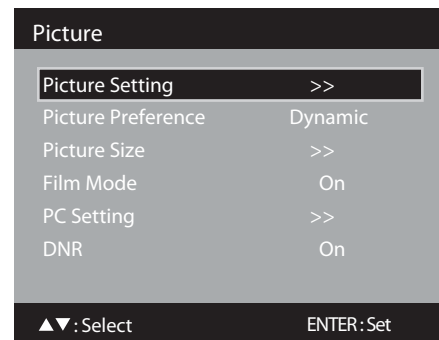 Picture
Picture Setting >>
Picture Preference Dynamic
Picture Size >>
Film Mode On
PC Setting >>
DNR On
▲▼: Select ENTER: Set